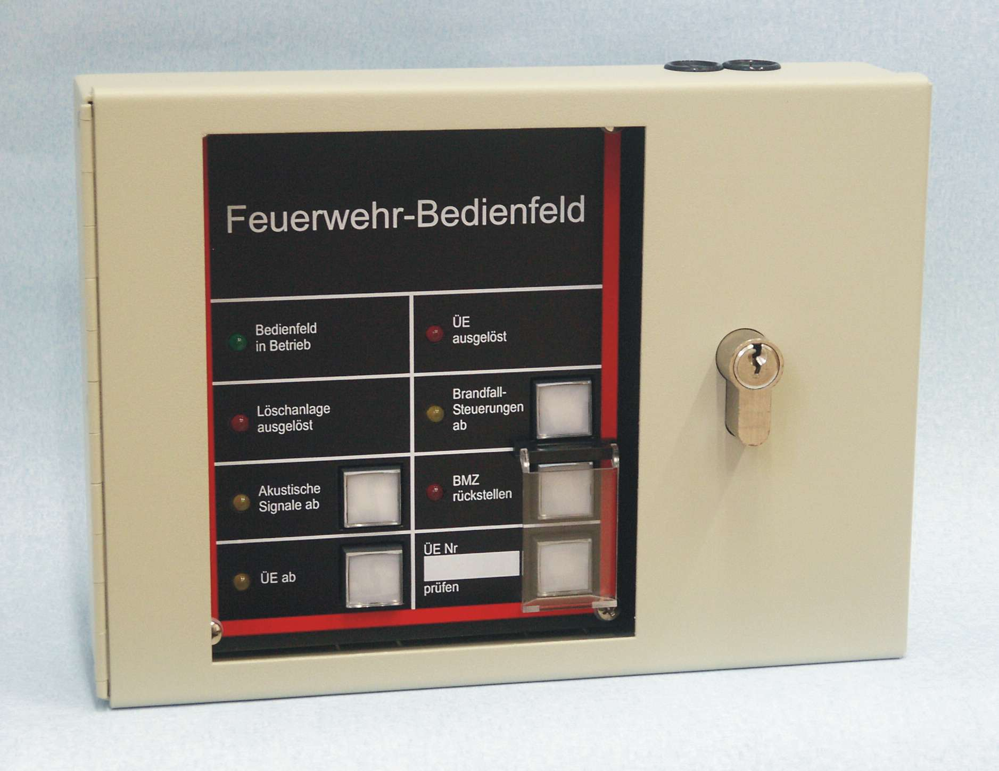 Feuerwehr-Bedienfeld
Bedienfeld
in Betrieb
ÜE
ausgelöst
Löschanlage
ausgelöst
Brandfall-
Steuerungen
ab
Akustische
Signale ab
BMZ
rückstellen
ÜE ab
ÜE Nr
prüfen